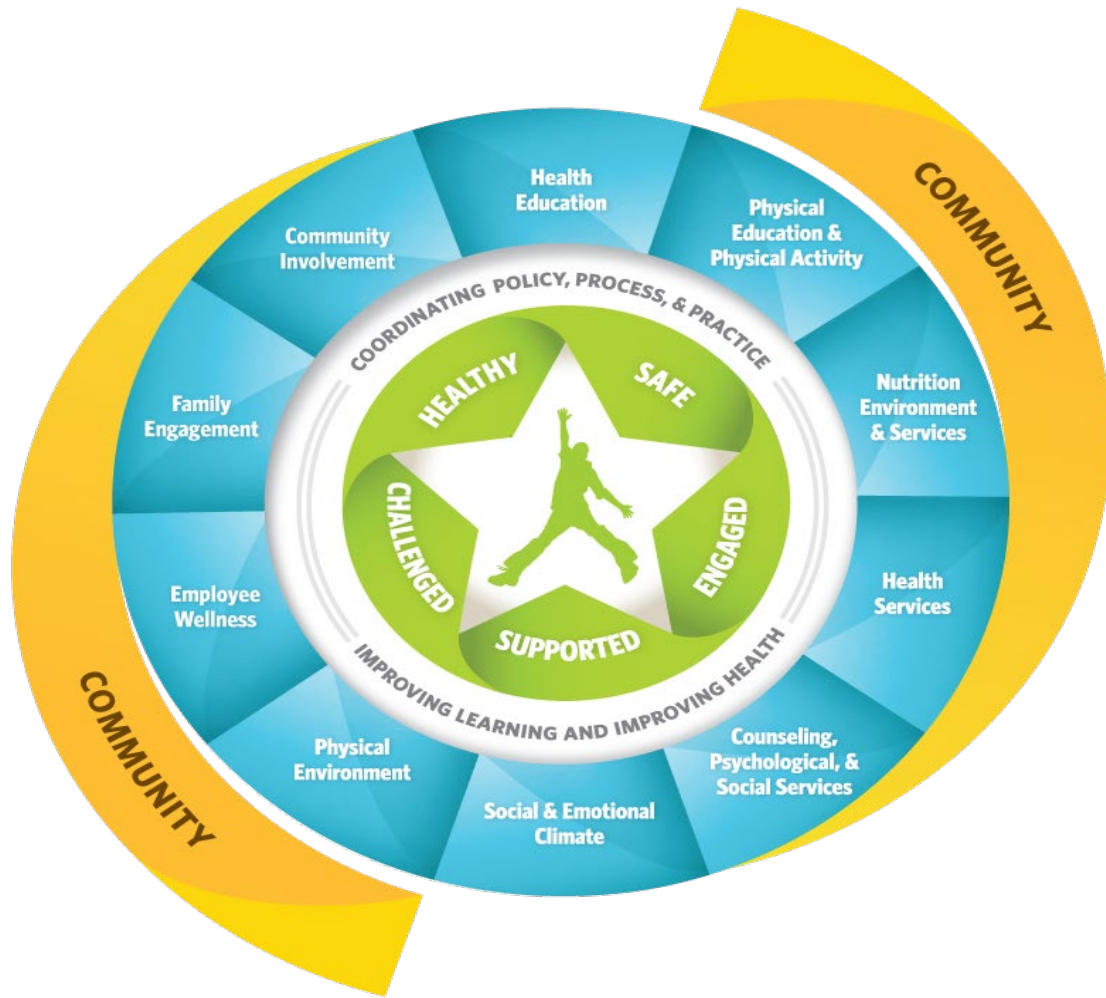 COMMUNITY
Health
Education
Physical
Education &
Physical Activity
Nutrition
Environment
& Services
Health
Services
Counseling,
Psychological, &
Social Services
Social & Emotional
Climate
Physical
Environment
Employee
Wellness
Family
Engagement
Community
Involvement
COORDINATING POLICY, PROCESS, & PRACTICE
IMPROVING LEARNING AND IMPROVING HEALTH
HEALTHY
SAFE
ENGAGED
SUPPORTED
CHALLENGED
COMMUNITY